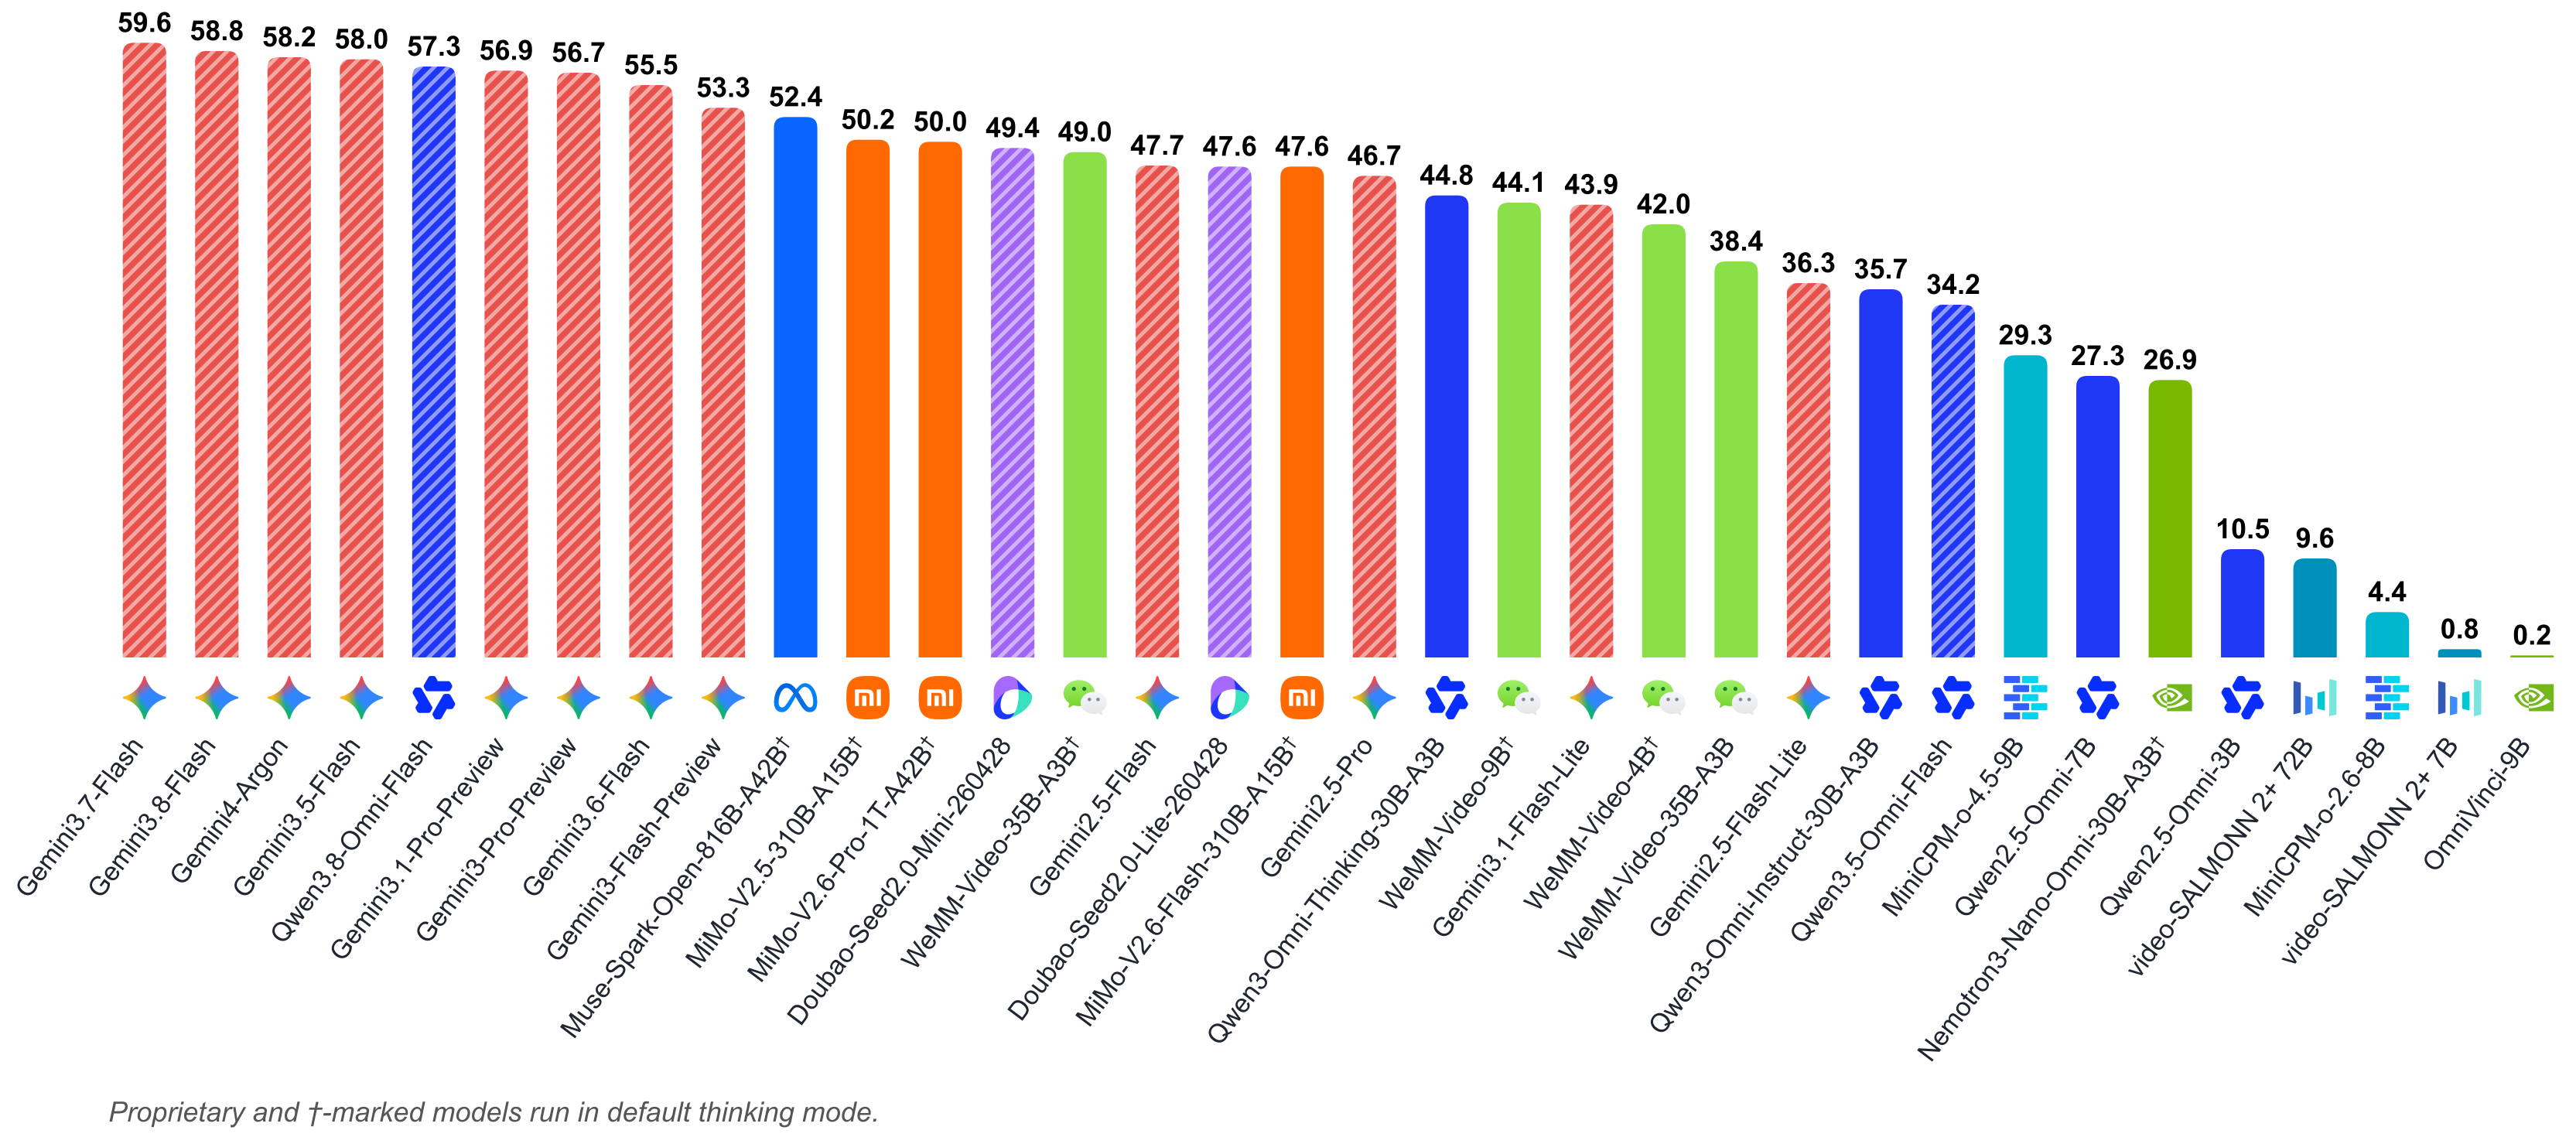 59.6
58.8
58.2
58.0
57.3
56.9
56.7
55.5
53.3
52.4
50.2
50.0
49.4
49.0
47.7
47.6
47.6
46.7
44.8
44.1
43.9
42.0
38.4
36.3
35.7
34.2
29.3
27.3
26.9
10.5
9.6
4.4
0.8
0.2
Gemini3.7-Flash
Gemini3.8-Flash
Gemini4-Argon
Gemini3.5-Flash
Qwen3.8-Omni-Flash
Gemini3.1-Pro-Preview
Gemini3-Pro-Preview
Gemini3.6-Flash
Gemini3-Flash-Preview
Muse-Spark-Open-816B-A42B†
MiMo-V2.5-310B-A15B†
MiMo-V2.6-Pro-1T-A42B†
Doubao-Seed2.0-Mini-260428
WeMM-Video-35B-A3B†
Gemini2.5-Flash
Doubao-Seed2.0-Lite-260428
MiMo-V2.6-Flash-310B-A15B†
Gemini2.5-Pro
Qwen3-Omni-Thinking-30B-A3B
WeMM-Video-9B†
Gemini3.1-Flash-Lite
WeMM-Video-4B†
WeMM-Video-35B-A3B
Gemini2.5-Flash-Lite
Qwen3-Omni-Instruct-30B-A3B
Qwen3.5-Omni-Flash
MiniCPM-o-4.5-9B
Qwen2.5-Omni-7B
Nemotron3-Nano-Omni-30B-A3B†
Qwen2.5-Omni-3B
video-SALMONN 2+ 72B
MiniCPM-o-2.6-8B
video-SALMONN 2+ 7B
OmniVinci-9B
Proprietary and †-marked models run in default thinking mode.